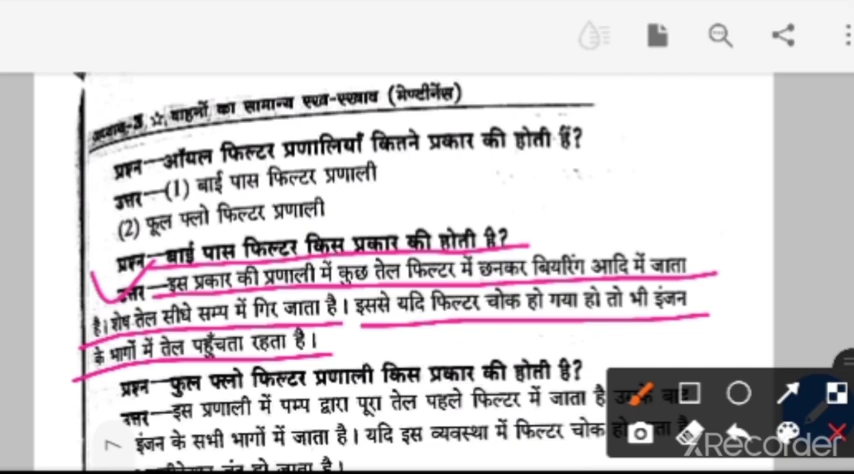 अध्याय-3 ☆ वाहनों का सामान्य रख-रखाव (मेण्टीनेंस)
प्रश्न—ऑयल फिल्टर प्रणालियाँ कितने प्रकार की होती हैं?
उत्तर—(1) बाई पास फिल्टर प्रणाली
(2) फूल फ्लो फिल्टर प्रणाली
प्रश्न—बाई पास फिल्टर किस प्रकार की होती है?
उत्तर—इस प्रकार की प्रणाली में कुछ तेल फिल्टर में छनकर बियरिंग आदि में जाता
है। शेष तेल सीधे सम्प में गिर जाता है। इससे यदि फिल्टर चोक हो गया हो तो भी इंजन
के भागों में तेल पहुँचता रहता है।
प्रश्न—फुल फ्लो फिल्टर प्रणाली किस प्रकार की होती है?
उत्तर—इस प्रणाली में पम्प द्वारा पूरा तेल पहले फिल्टर में जाता है उसके बाद
इंजन के सभी भागों में जाता है। यदि इस व्यवस्था में फिल्टर चोक हो जाता है
बंद हो जाता है।
XRecorder